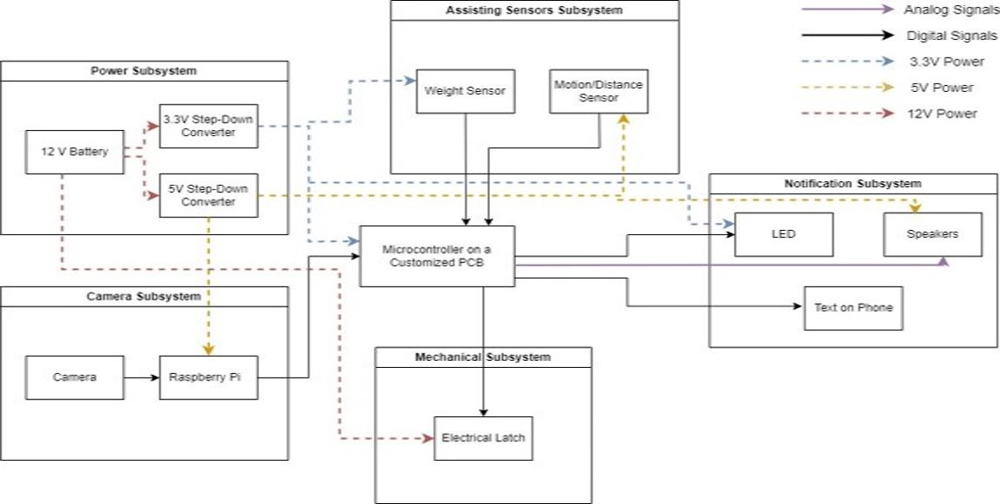 Assisting Sensors Subsystem
Analog Signals
Digital Signals
3.3V Power
5V Power
12V Power
Power Subsystem
12 V Battery
3.3V Step-Down
Converter
5V Step-Down
Converter
Weight Sensor
Motion/Distance
Sensor
Notification Subsystem
LED
Speakers
Text on Phone
Microcontroller on a
Customized PCB
Camera Subsystem
Camera
Raspberry Pi
Mechanical Subsystem
Electrical Latch